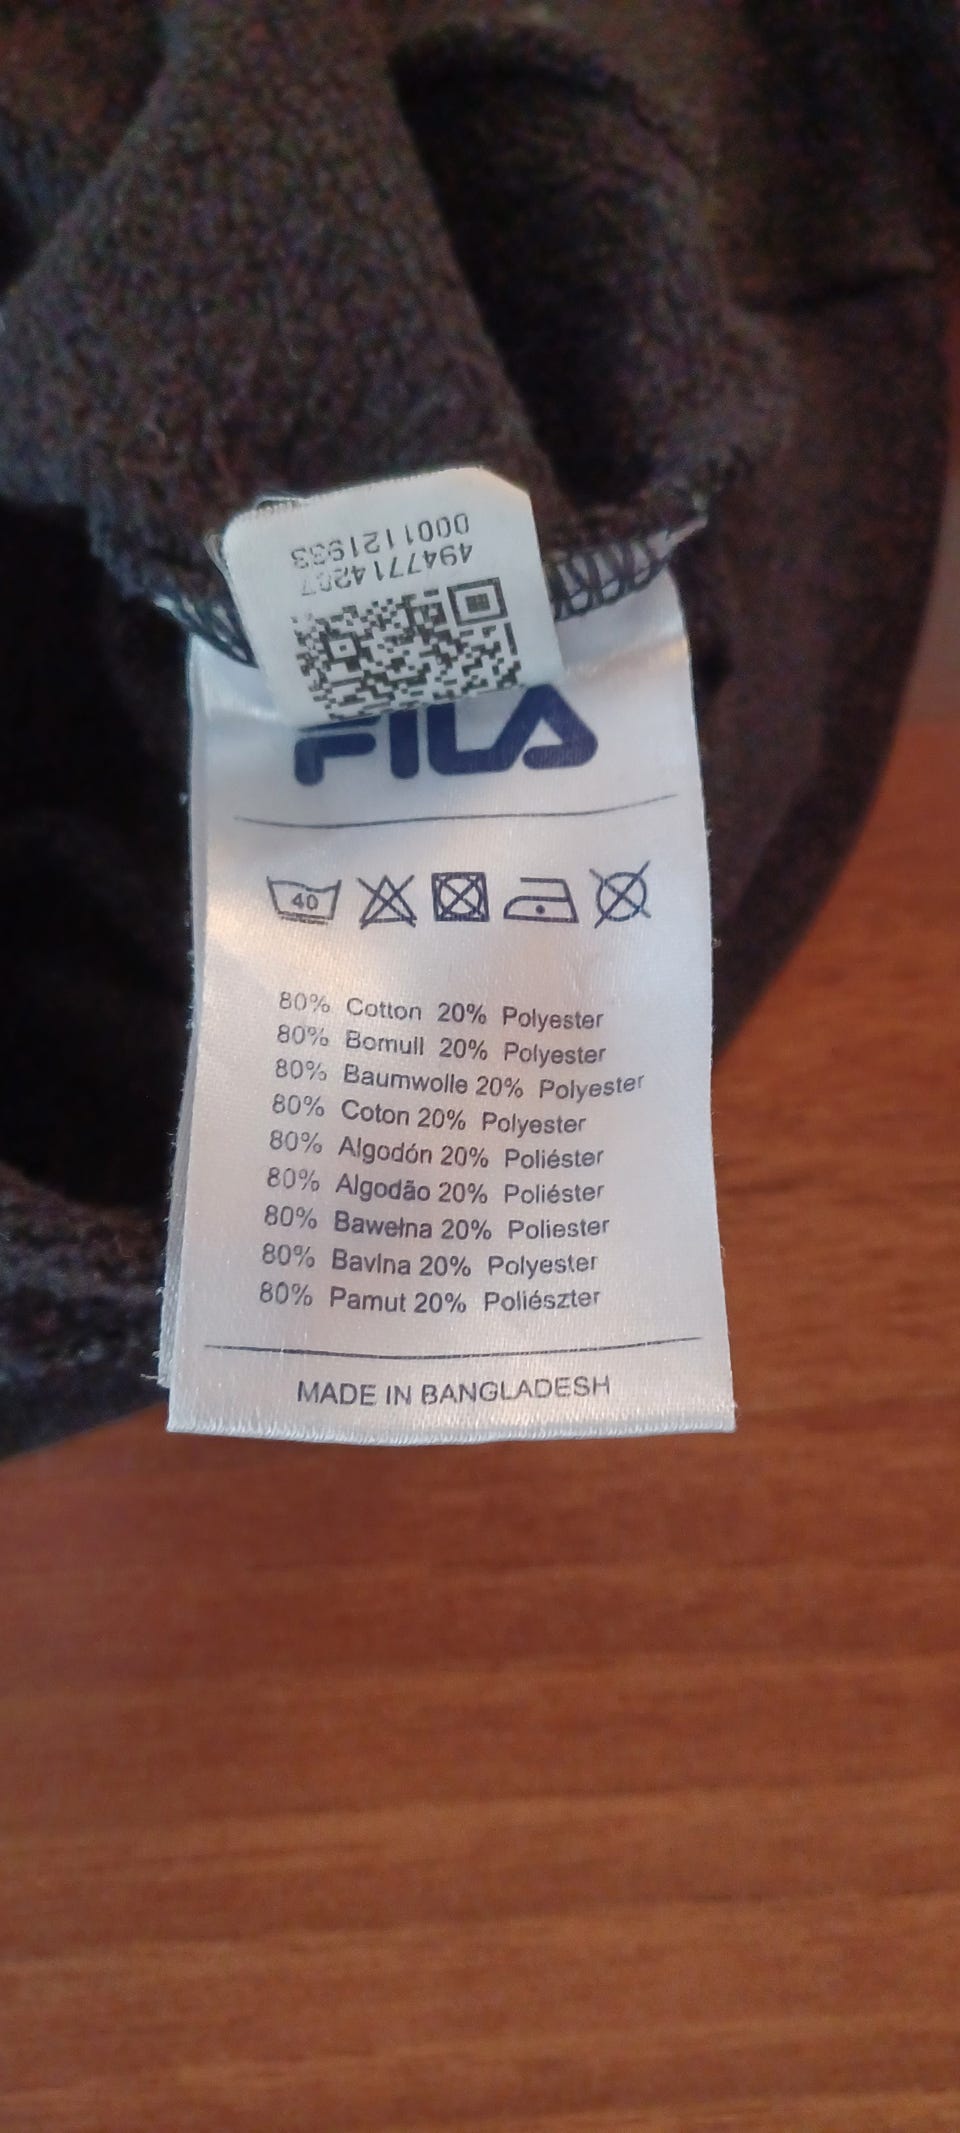 0001121933
FILA
40
80% Cotton 20% Polyester
80% Bomull 20% Polyester
80% Baumwolle 20% Polyester
80% Coton 20% Polyester
80% Algodón 20% Poliéster
80% Algodão 20% Poliéster
80% Bawełna 20% Poliester
80% Bavlna 20% Polyester
80% Pamut 20% Poliészter
MADE IN BANGLADESH